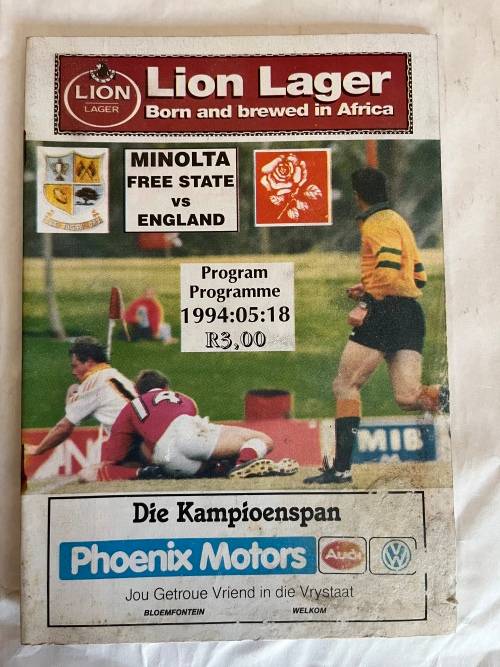 LION
LAGER
Lion Lager
Born and brewed in Africa
MINOLTA
FREE STATE
vs
ENGLAND
Program
Programme
1994:05:18
R3,00
14
MIB
Die Kampioenspan
Phoenix Motors
Audi
Jou Getroue Vriend in die Vrystaat
BLOEMFONTEIN WELKOM